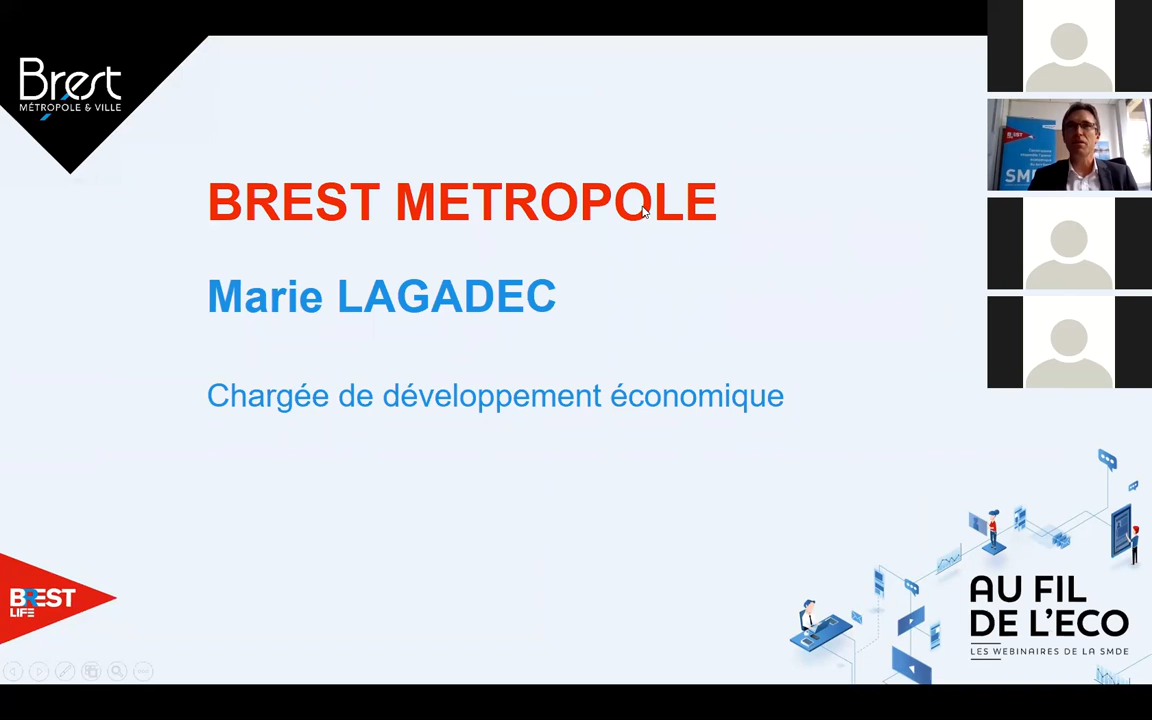 Brest
MÉTROPOLE & VILLE
BREST METROPOLE
Marie LAGADEC
Chargée de développement économique
BREST
LIFE
AU FIL
DE L'ECO
LES WEBINAIRES DE LA SMDE